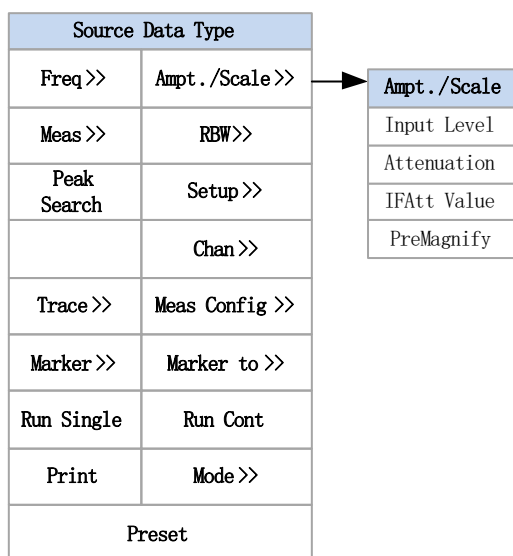 Source Data Type
Freq>> Ampt./Scale>>
Meas>> RBW>>
Peak
Search
Setup>>
Chan>>
Trace>> Meas Config >>
Marker>> Marker to >>
Run Single Run Cont
Print Mode>>
Preset
Ampt./Scale
Input Level
Attenuation
IFAtt Value
PreMagnify